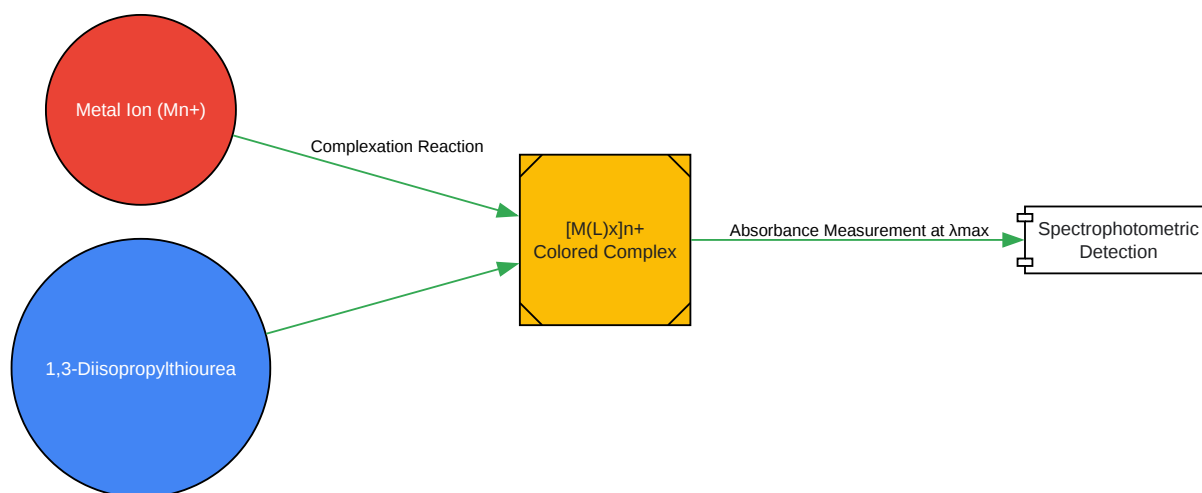 Metal Ion (Mn+)
Complexation Reaction
[M(L)x]n+
Colored Complex
Absorbance Measurement at λmax
Spectrophotometric
Detection
1,3-Diisopropylthiourea